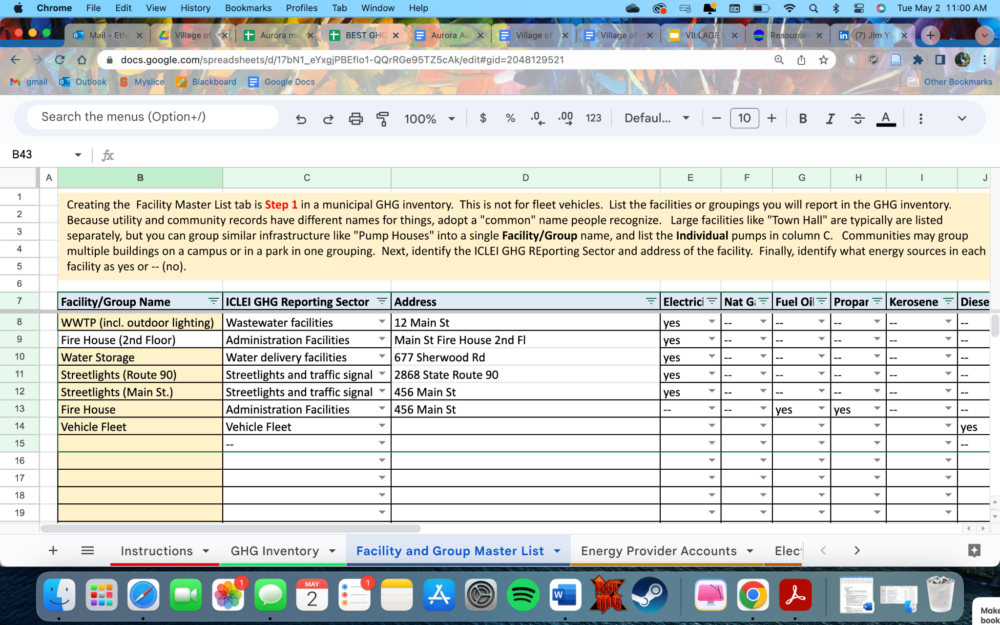 Chrome File Edit View History Bookmarks Profiles Tab Window Help Tue May 2 11:00 AM
Mail - Etha Village of Aurora mu BEST GHG Aurora Au Village of Village of VILLAGE Resources (7) Jim Yie
docs.google.com/spreadsheets/d/17bN1_eYxgjPBEflo1-QQrRGe95TZ5cAk/edit#gid=2048129521
gmail Outlook Myslice Blackboard Google Docs Other Bookmarks
Search the menus (Option+/) 100% $ % .0 .00 123 Defaul... 10 B I S A
B43 fx
A B C D E F G H I J
1
2
3
4
5
6
Creating the Facility Master List tab is Step 1 in a municipal GHG inventory. This is not for fleet vehicles. List the facilities or groupings you will report in the GHG inventory.
Because utility and community records have different names for things, adopt a "common" name people recognize. Large facilities like "Town Hall" are typically are listed
separately, but you can group similar infrastructure like "Pump Houses" into a single Facility/Group name, and list the Individual pumps in column C. Communities may group
multiple buildings on a campus or in a park in one grouping. Next, identify the ICLEI GHG REporting Sector and address of the facility. Finally, identify what energy sources in each
facility as yes or -- (no).
7 Facility/Group Name ICLEI GHG Reporting Sector Address Electrici Nat Ga Fuel Oil Propar Kerosene Diese
8 WWTP (incl. outdoor lighting) Wastewater facilities 12 Main St yes -- -- -- -- --
9 Fire House (2nd Floor) Administration Facilities Main St Fire House 2nd Fl yes -- -- -- -- --
10 Water Storage Water delivery facilities 677 Sherwood Rd yes -- -- -- -- --
11 Streetlights (Route 90) Streetlights and traffic signal 2868 State Route 90 yes -- -- -- -- --
12 Streetlights (Main St.) Streetlights and traffic signal 456 Main St yes -- -- -- -- --
13 Fire House Administration Facilities 456 Main St -- -- yes yes -- --
14 Vehicle Fleet Vehicle Fleet yes
15 -- --
16
17
18
19
Instructions GHG Inventory Facility and Group Master List Energy Provider Accounts Elec
1 MAY 2 1 W RotMG W
Make
book